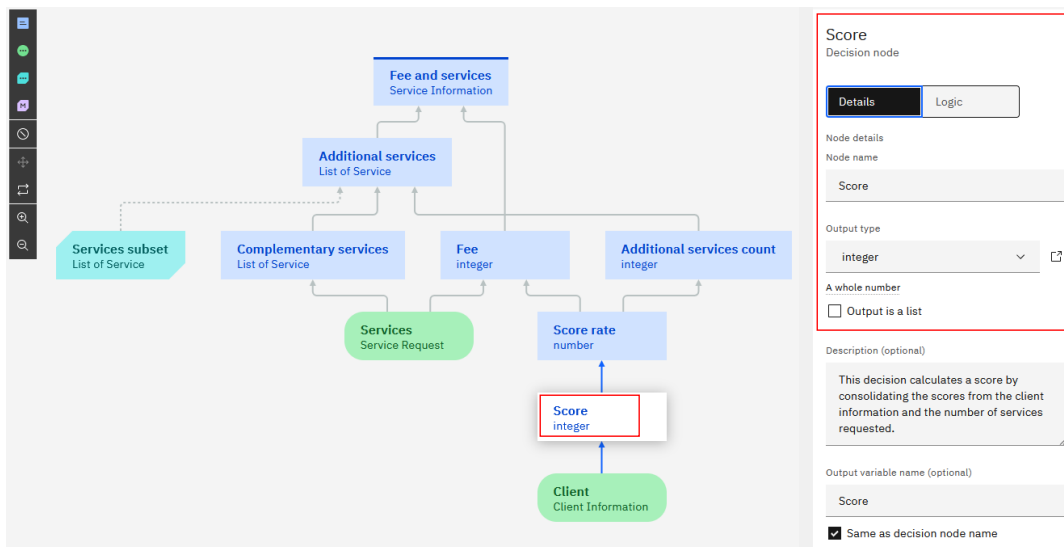 Fee and services
Service Information
Additional services
List of Service
Services subset
List of Service
Complementary services
List of Service
Fee
integer
Additional services count
integer
Services
Service Request
Score rate
number
Score
integer
Client
Client Information
M
Score
Decision node
Details
Logic
Node details
Node name
Score
Output type
integer
A whole number
Output is a list
Description (optional)
This decision calculates a score by
consolidating the scores from the client
information and the number of services
requested.
Output variable name (optional)
Score
Same as decision node name